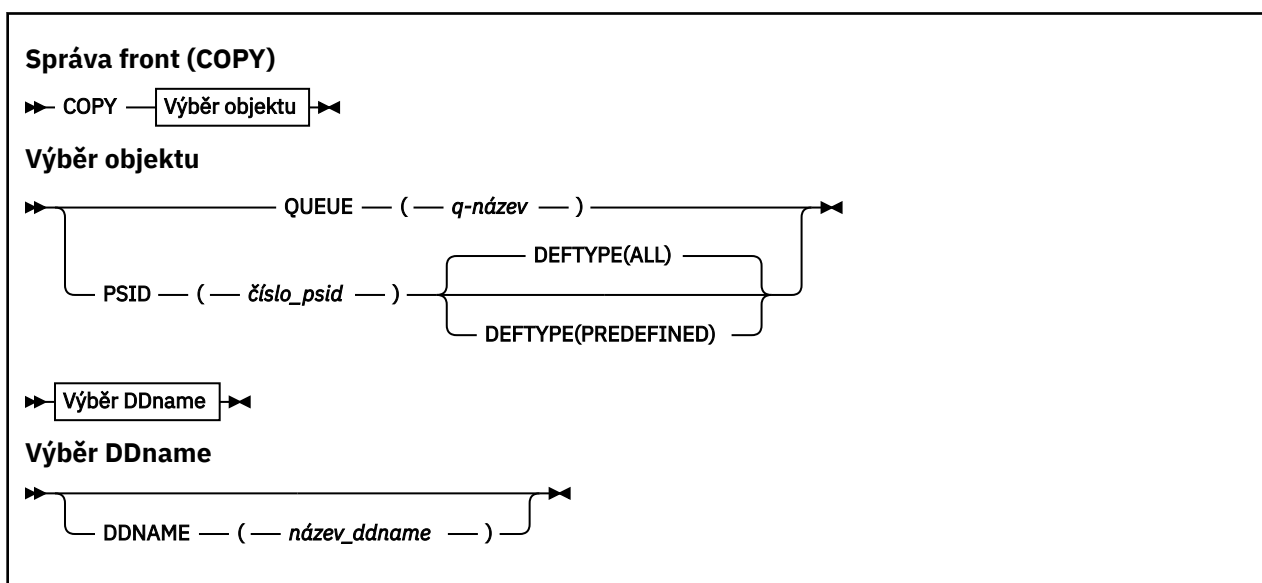 Správa front (COPY)
COPY Výběr objektu
Výběr objektu
QUEUE ( q-název )
DEFTYPE(ALL)
PSID ( číslo_psid )
DEFTYPE(PREDEFINED)
Výběr DDname
Výběr DDname
DDNAME ( název_ddname )